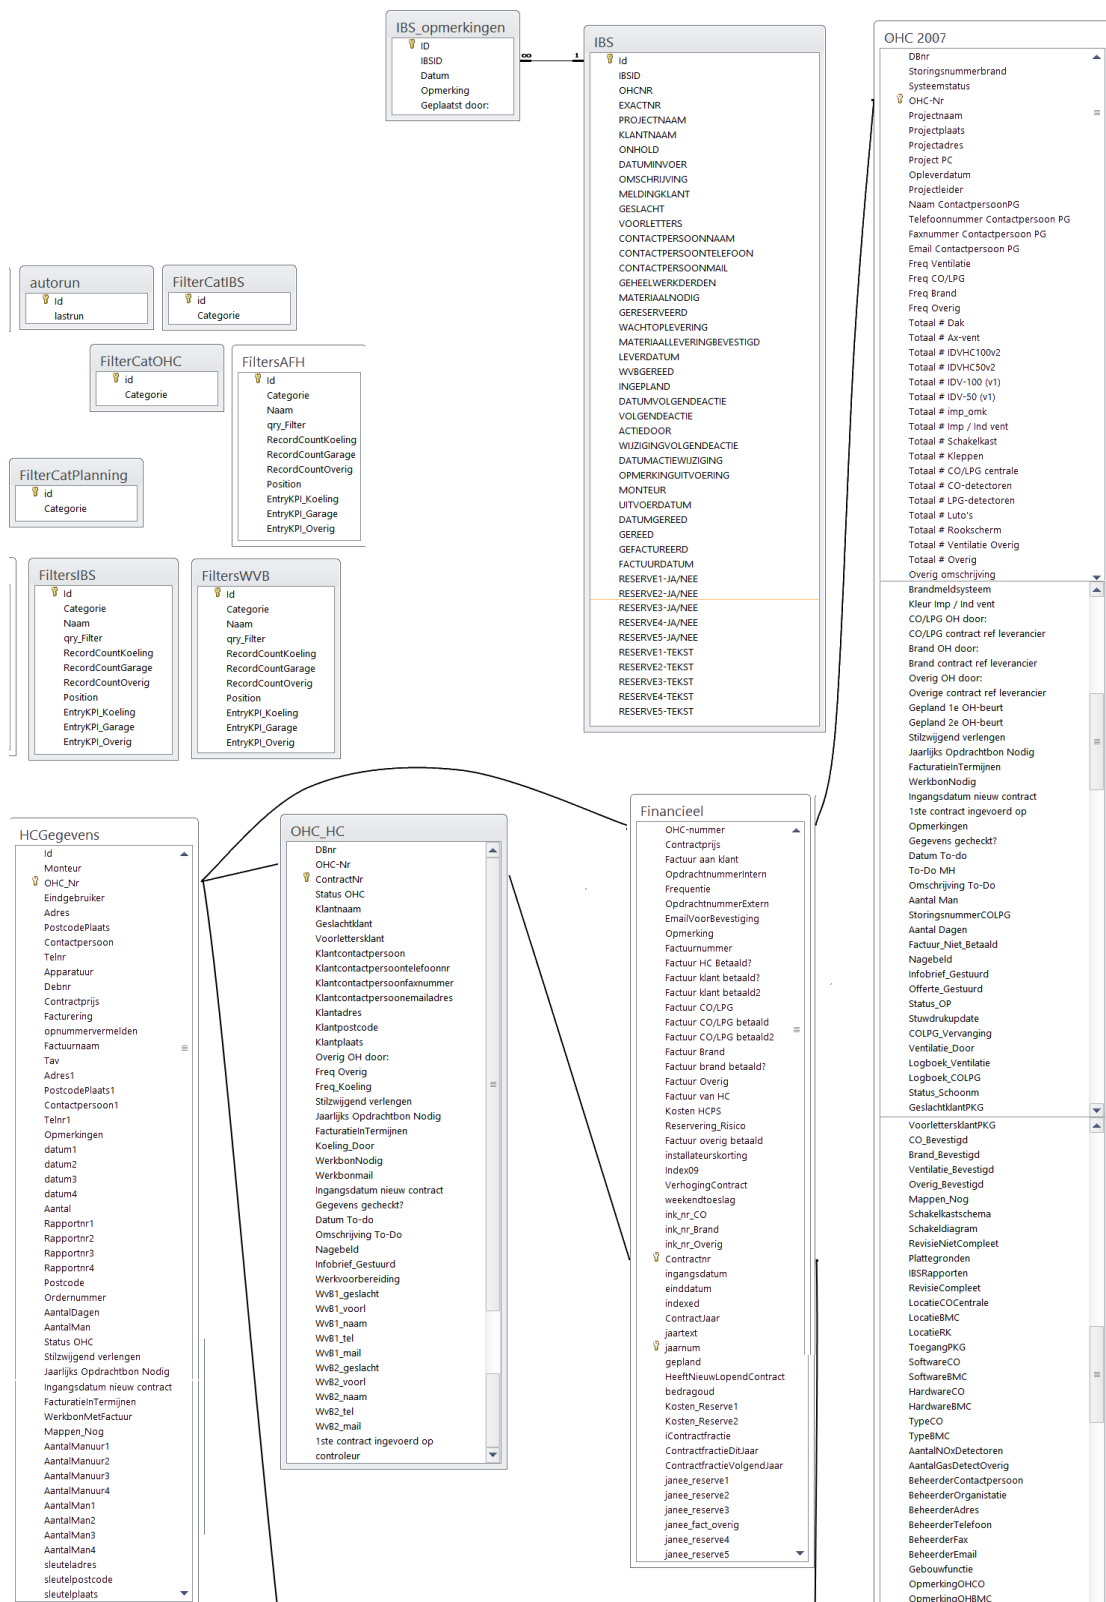 IBS_opmerkingen
ID
IBSID
Datum
Opmerking
Geplaatst door:
∞
1
IBS
Id
IBSID
OHCNR
EXACTNR
PROJECTNAAM
KLANTNAAM
ONHOLD
DATUMINVOER
OMSCHRIJVING
MELDINGKLANT
GESLACHT
VOORLETTERS
CONTACTPERSOONNAAM
CONTACTPERSOONTELEFOON
CONTACTPERSOONMAIL
GEHEELWERKDERDEN
MATERIAALNODIG
GERESERVEERD
WACHTOPLEVERING
MATERIAALLEVERINGBEVESTIGD
LEVERDATUM
WVBGEREED
INGEPLAND
DATUMVOLGENDEACTIE
VOLGENDEACTIE
ACTIEDOOR
WIJZIGINGVOLGENDEACTIE
DATUMACTIEWIJZIGING
OPMERKINGUITVOERING
MONTEUR
UITVOERDATUM
DATUMGEREED
GEREED
GEFACTUREERD
FACTUURDATUM
RESERVE1-JA/NEE
RESERVE2-JA/NEE
RESERVE3-JA/NEE
RESERVE4-JA/NEE
RESERVE5-JA/NEE
RESERVE1-TEKST
RESERVE2-TEKST
RESERVE3-TEKST
RESERVE4-TEKST
RESERVE5-TEKST
OHC 2007
DBnr
Storingsnummerbrand
Systeemstatus
OHC-Nr
Projectnaam
Projectplaats
Projectadres
Project PC
Opleverdatum
Projectleider
Naam ContactpersoonPG
Telefoonnummer Contactpersoon PG
Faxnummer Contactpersoon PG
Email Contactpersoon PG
Freq Ventilatie
Freq CO/LPG
Freq Brand
Freq Overig
Totaal # Dak
Totaal # Ax-vent
Totaal # IDVHC100v2
Totaal # IDVHC50v2
Totaal # IDV-100 (v1)
Totaal # IDV-50 (v1)
Totaal # imp_omk
Totaal # Imp / Ind vent
Totaal # Schakelkast
Totaal # Kleppen
Totaal # CO/LPG centrale
Totaal # CO-detectoren
Totaal # LPG-detectoren
Totaal # Luto's
Totaal # Rookscherm
Totaal # Ventilatie Overig
Totaal # Overig
Overig omschrijving
Brandmeldsysteem
Kleur Imp / Ind vent
CO/LPG OH door:
CO/LPG contract ref leverancier
Brand OH door:
Brand contract ref leverancier
Overig OH door:
Overige contract ref leverancier
Gepland 1e OH-beurt
Gepland 2e OH-beurt
Stilzwijgend verlengen
Jaarlijks Opdrachtbon Nodig
FacturatieInTermijnen
WerkbonNodig
Ingangsdatum nieuw contract
1ste contract ingevoerd op
Opmerkingen
Gegevens gecheckt?
Datum To-do
To-Do MH
Omschrijving To-Do
Aantal Man
StoringsnummerCOLPG
Aantal Dagen
Factuur_Niet_Betaald
Nagebeld
Infobrief_Gestuurd
Offerte_Gestuurd
Status_OP
Stuwdrukupdate
COLPG_Vervanging
Ventilatie_Door
Logboek_Ventilatie
Logboek_COLPG
Status_Schoonm
GeslachtklantPKG
VoorlettersklantPKG
CO_Bevestigd
Brand_Bevestigd
Ventilatie_Bevestigd
Overig_Bevestigd
Mappen_Nog
Schakelkastschema
Schakeldiagram
RevisieNietCompleet
Plattegronden
IBSRapporten
RevisieCompleet
LocatieCOCentrale
LocatieBMC
LocatieRK
ToegangPKG
SoftwareCO
SoftwareBMC
HardwareCO
HardwareBMC
TypeCO
TypeBMC
AantalNOxDetectoren
AantalGasDetectOverig
BeheerderContactpersoon
BeheerderOrganistatie
BeheerderAdres
BeheerderTelefoon
BeheerderFax
BeheerderEmail
Gebouwfunctie
OpmerkingOHCO
OpmerkingOHBMC
autorun
Id
lastrun
FilterCatIBS
id
Categorie
FilterCatOHC
id
Categorie
FiltersAFH
Id
Categorie
Naam
qry_Filter
RecordCountKoeling
RecordCountGarage
RecordCountOverig
Position
EntryKPI_Koeling
EntryKPI_Garage
EntryKPI_Overig
FilterCatPlanning
id
Categorie
FiltersIBS
Id
Categorie
Naam
qry_Filter
RecordCountKoeling
RecordCountGarage
RecordCountOverig
Position
EntryKPI_Koeling
EntryKPI_Garage
EntryKPI_Overig
FiltersWVB
Id
Categorie
Naam
qry_Filter
RecordCountKoeling
RecordCountGarage
RecordCountOverig
Position
EntryKPI_Koeling
EntryKPI_Garage
EntryKPI_Overig
HCGegevens
Id
Monteur
OHC_Nr
Eindgebruiker
Adres
PostcodePlaats
Contactpersoon
Telnr
Apparatuur
Debnr
Contractprijs
Facturering
opnummervermelden
Factuurnaam
Tav
Adres1
PostcodePlaats1
Contactpersoon1
Telnr1
Opmerkingen
datum1
datum2
datum3
datum4
Aantal
Rapportnr1
Rapportnr2
Rapportnr3
Rapportnr4
Postcode
Ordernummer
AantalDagen
AantalMan
Status OHC
Stilzwijgend verlengen
Jaarlijks Opdrachtbon Nodig
Ingangsdatum nieuw contract
FacturatieInTermijnen
WerkbonMetFactuur
Mappen_Nog
AantalManuur1
AantalManuur2
AantalManuur3
AantalManuur4
AantalMan1
AantalMan2
AantalMan3
AantalMan4
sleuteladres
sleutelpostcode
sleutelplaats
OHC_HC
DBnr
OHC-Nr
ContractNr
Status OHC
Klantnaam
Geslachtklant
Voorlettersklant
Klantcontactpersoon
Klantcontactpersoontelefoonnr
Klantcontactpersoonfaxnummer
Klantcontactpersoonemailadres
Klantadres
Klantpostcode
Klantplaats
Overig OH door:
Freq Overig
Freq_Koeling
Stilzwijgend verlengen
Jaarlijks Opdrachtbon Nodig
FacturatieInTermijnen
Koeling_Door
WerkbonNodig
Werkbonmail
Ingangsdatum nieuw contract
Gegevens gecheckt?
Datum To-do
Omschrijving To-Do
Nagebeld
Infobrief_Gestuurd
Werkvoorbereiding
WvB1_geslacht
WvB1_voorl
WvB1_naam
WvB1_tel
WvB1_mail
WvB2_geslacht
WvB2_voorl
WvB2_naam
WvB2_tel
WvB2_mail
1ste contract ingevoerd op
controleur
Financieel
OHC-nummer
Contractprijs
Factuur aan klant
OpdrachtnummerIntern
Frequentie
OpdrachtnummerExtern
EmailVoorBevestiging
Opmerking
Factuurnummer
Factuur HC Betaald?
Factuur klant betaald?
Factuur klant betaald2
Factuur CO/LPG
Factuur CO/LPG betaald
Factuur CO/LPG betaald2
Factuur Brand
Factuur brand betaald?
Factuur Overig
Factuur van HC
Kosten HCPS
Reservering_Risico
Factuur overig betaald
installateurskorting
Index09
VerhogingContract
weekendtoeslag
ink_nr_CO
ink_nr_Brand
ink_nr_Overig
Contractnr
ingangsdatum
einddatum
indexed
ContractJaar
jaartext
jaarnum
gepland
HeeftNieuwLopendContract
bedragoud
Kosten_Reserve1
Kosten_Reserve2
iContractfractie
ContractfractieDitJaar
ContractfractieVolgendJaar
janee_reserve1
janee_reserve2
janee_reserve3
janee_fact_overig
janee_reserve4
janee_reserve5